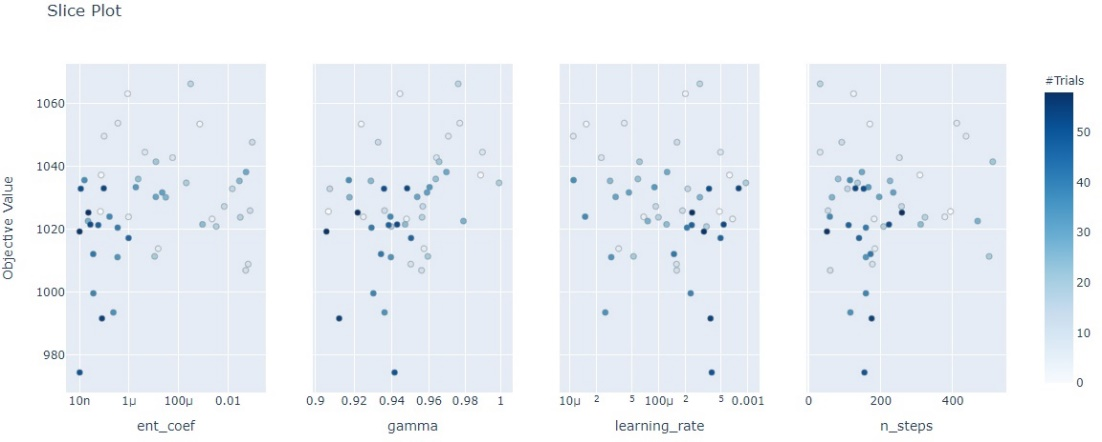 Slice Plot
#Trials
Objective Value
1060
1040
1020
1000
980
50
40
30
20
10
0
10n 1μ 100μ 0.01
0.9 0.92 0.94 0.96 0.98 1
10μ 2 5 100μ 2 5 0.001
0 200 400
ent_coef
gamma
learning_rate
n_steps